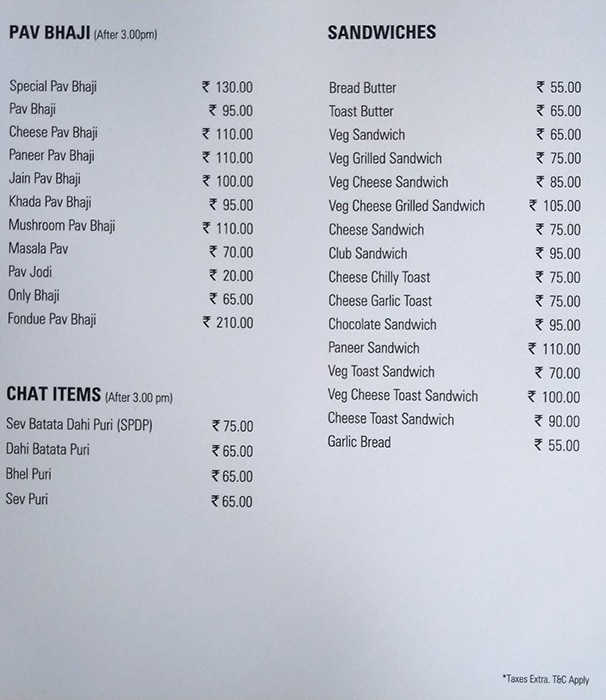 PAV BHAJI (After 3.00pm)
Special Pav Bhaji ₹ 130.00
Pav Bhaji ₹ 95.00
Cheese Pav Bhaji ₹ 110.00
Paneer Pav Bhaji ₹ 110.00
Jain Pav Bhaji ₹ 100.00
Khada Pav Bhaji ₹ 95.00
Mushroom Pav Bhaji ₹ 110.00
Masala Pav ₹ 70.00
Pav Jodi ₹ 20.00
Only Bhaji ₹ 65.00
Fondue Pav Bhaji ₹ 210.00
CHAT ITEMS (After 3.00 pm)
Sev Batata Dahi Puri (SPDP) ₹ 75.00
Dahi Batata Puri ₹ 65.00
Bhel Puri ₹ 65.00
Sev Puri ₹ 65.00
SANDWICHES
Bread Butter ₹ 55.00
Toast Butter ₹ 65.00
Veg Sandwich ₹ 65.00
Veg Grilled Sandwich ₹ 75.00
Veg Cheese Sandwich ₹ 85.00
Veg Cheese Grilled Sandwich ₹ 105.00
Cheese Sandwich ₹ 75.00
Club Sandwich ₹ 95.00
Cheese Chilly Toast ₹ 75.00
Cheese Garlic Toast ₹ 75.00
Chocolate Sandwich ₹ 95.00
Paneer Sandwich ₹ 110.00
Veg Toast Sandwich ₹ 70.00
Veg Cheese Toast Sandwich ₹ 100.00
Cheese Toast Sandwich ₹ 90.00
Garlic Bread ₹ 55.00
*Taxes Extra. T&C Apply